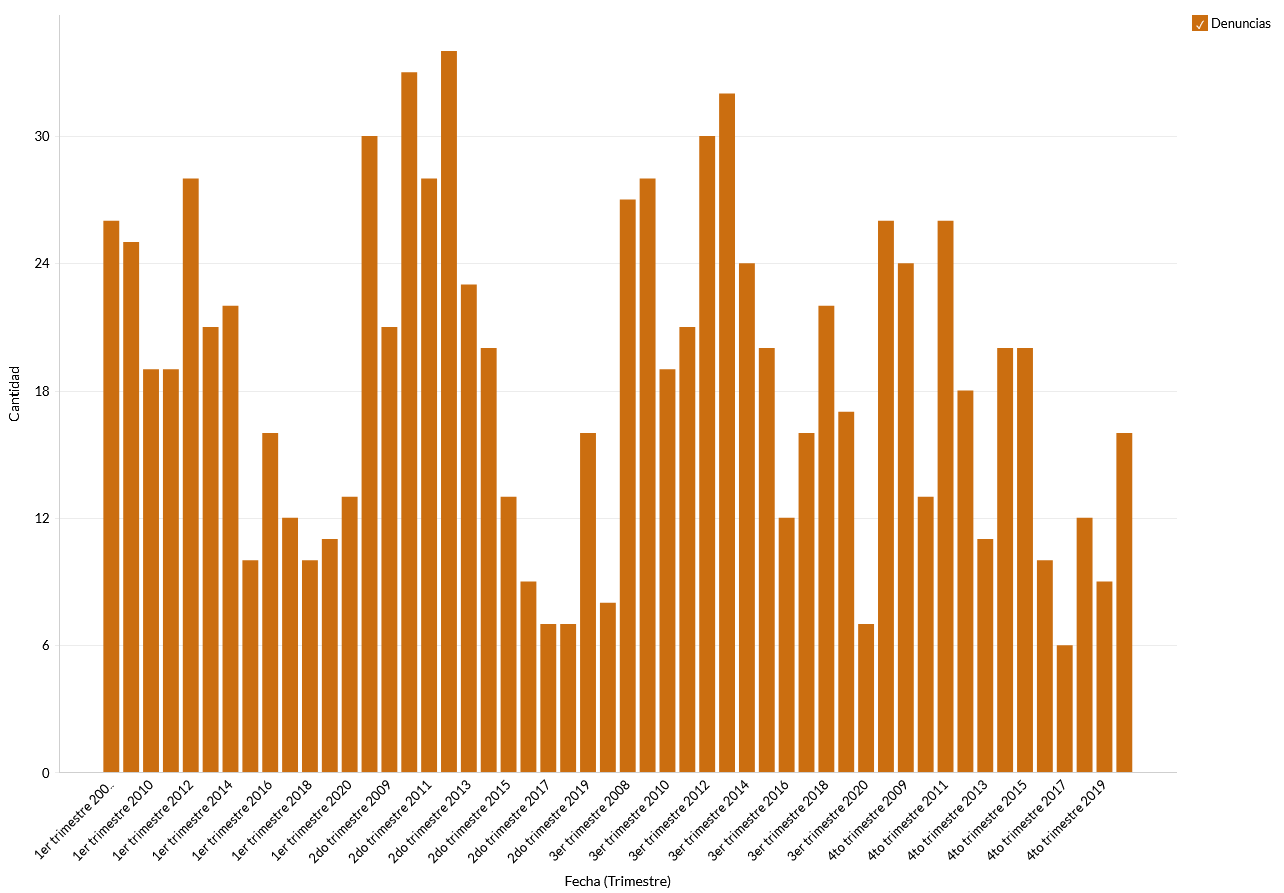 Denuncias
30
24
18
12
6
0
Cantidad
1er trimestre 200..
1er trimestre 2010
1er trimestre 2012
1er trimestre 2014
1er trimestre 2016
1er trimestre 2018
1er trimestre 2020
2do trimestre 2009
2do trimestre 2011
2do trimestre 2013
2do trimestre 2015
2do trimestre 2017
2do trimestre 2019
3er trimestre 2008
3er trimestre 2010
3er trimestre 2012
3er trimestre 2014
3er trimestre 2016
3er trimestre 2018
3er trimestre 2020
4to trimestre 2009
4to trimestre 2011
4to trimestre 2013
4to trimestre 2015
4to trimestre 2017
4to trimestre 2019
Fecha (Trimestre)